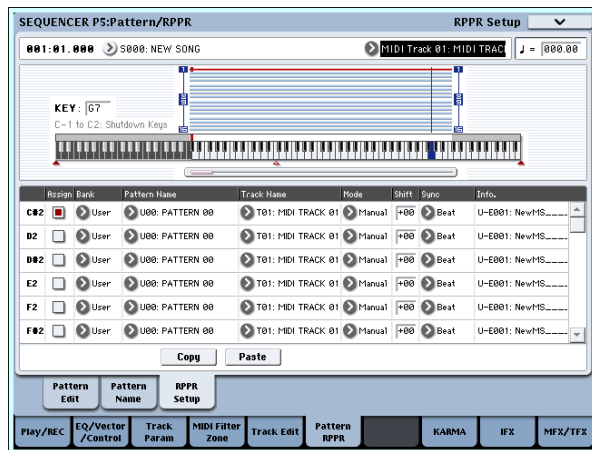 SEQUENCER P5:Pattern/RPPR RPPR Setup
001:01.000 S000: NEW SONG MIDI Track 01: MIDI TRAC ♩ = 000.00
KEY: G7
C-1 to C2: Shutdown Keys
Assign Bank Pattern Name Track Name Mode Shift Sync Info.
C#2 User U00: PATTERN 00 T01: MIDI TRACK 01 Manual +00 Beat U-E001: NewMS____
D2 User U00: PATTERN 00 T01: MIDI TRACK 01 Manual +00 Beat U-E001: NewMS____
D#2 User U00: PATTERN 00 T01: MIDI TRACK 01 Manual +00 Beat U-E001: NewMS____
E2 User U00: PATTERN 00 T01: MIDI TRACK 01 Manual +00 Beat U-E001: NewMS____
F2 User U00: PATTERN 00 T01: MIDI TRACK 01 Manual +00 Beat U-E001: NewMS____
F#2 User U00: PATTERN 00 T01: MIDI TRACK 01 Manual +00 Beat U-E001: NewMS____
Copy Paste
Pattern Edit Pattern Name RPPR Setup
Play/REC EQ/Vector /Control Track Param MIDI Filter Zone Track Edit Pattern RPPR KARMA IFX MFX/TFX